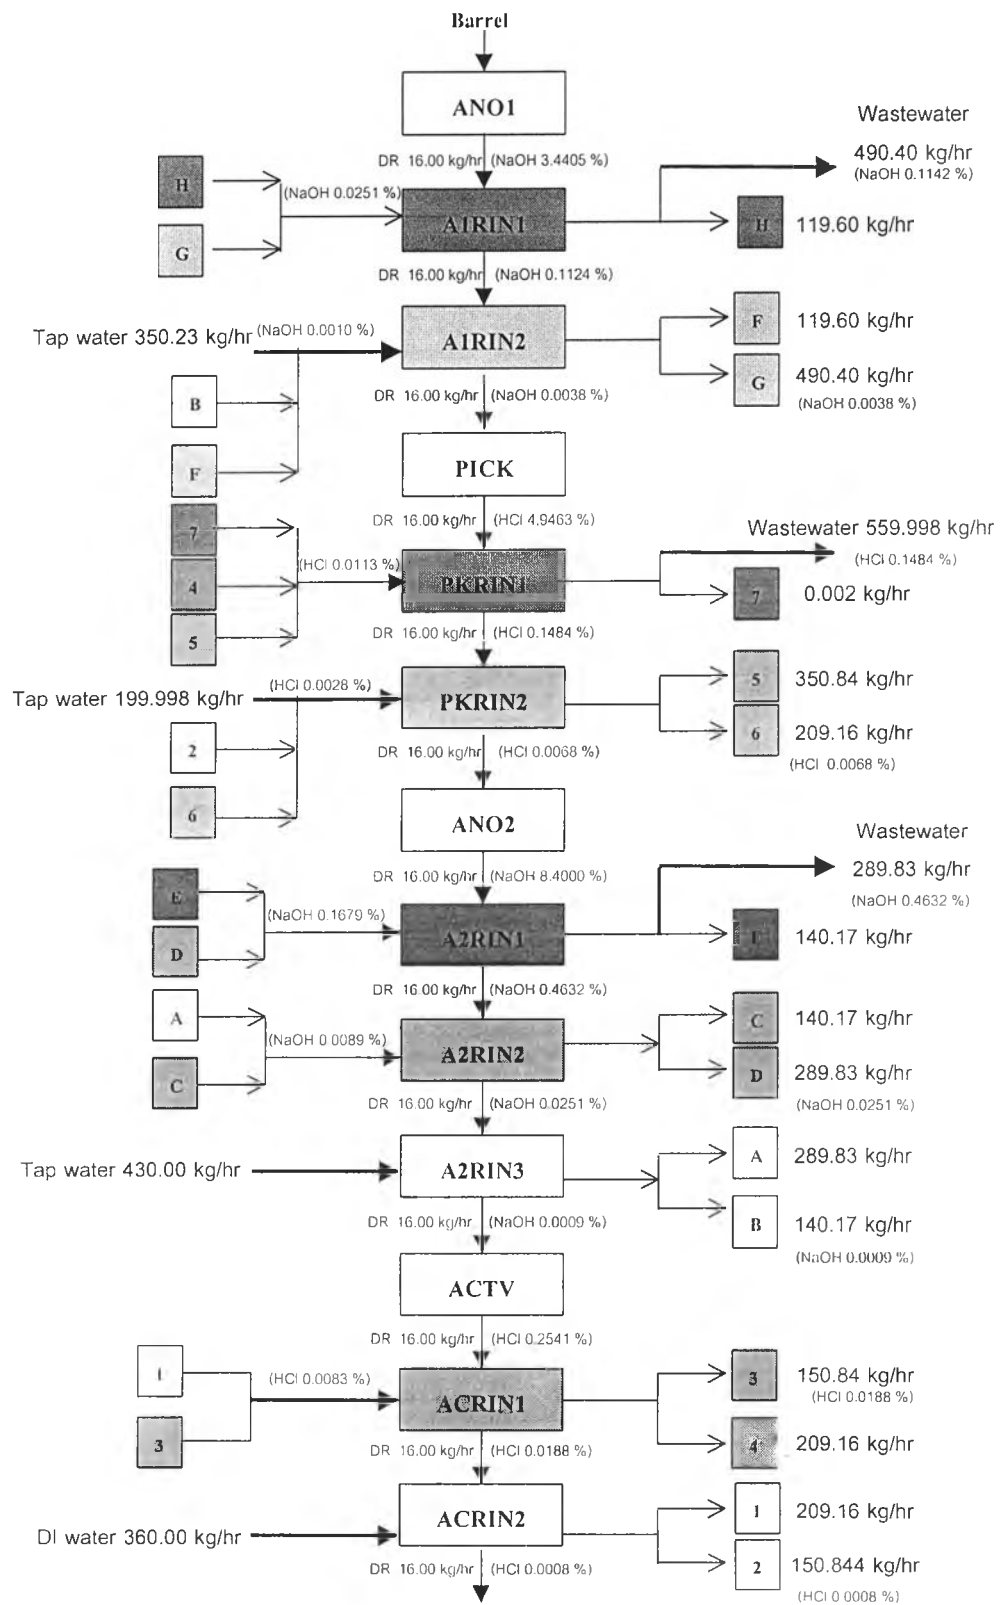 Barrel
ANO1
Wastewater
DR 16.00 kg/hr (NaOH 3.4405 %)
490.40 kg/hr
(NaOH 0.1142 %)
H
(NaOH 0.0251 %)
A1RIN1
H 119.60 kg/hr
G
DR 16.00 kg/hr (NaOH 0.1124 %)
Tap water 350.23 kg/hr (NaOH 0.0010 %)
A1RIN2
F 119.60 kg/hr
G 490.40 kg/hr
(NaOH 0.0038 %)
DR 16.00 kg/hr (NaOH 0.0038 %)
B
F
PICK
DR 16.00 kg/hr (HCl 4.9463 %)
Wastewater 559.998 kg/hr
(HCl 0.1484 %)
7
(HCl 0.0113 %)
4
PKRIN1
7 0.002 kg/hr
5
DR 16.00 kg/hr (HCl 0.1484 %)
Tap water 199.998 kg/hr (HCl 0.0028 %)
PKRIN2
5 350.84 kg/hr
6 209.16 kg/hr
(HCl 0.0068 %)
2
DR 16.00 kg/hr (HCl 0.0068 %)
6
ANO2
Wastewater
289.83 kg/hr
(NaOH 0.4632 %)
DR 16.00 kg/hr (NaOH 8.4000 %)
E
(NaOH 0.1679 %)
D
A2RIN1
140.17 kg/hr
DR 16.00 kg/hr (NaOH 0.4632 %)
A
(NaOH 0.0089 %)
C
A2RIN2
C 140.17 kg/hr
D 289.83 kg/hr
(NaOH 0.0251 %)
DR 16.00 kg/hr (NaOH 0.0251 %)
Tap water 430.00 kg/hr
A2RIN3
A 289.83 kg/hr
B 140.17 kg/hr
(NaOH 0.0009 %)
DR 16.00 kg/hr (NaOH 0.0009 %)
ACTV
DR 16.00 kg/hr (HCl 0.2541 %)
1
(HCl 0.0083 %)
3
ACRIN1
3 150.84 kg/hr
(HCl 0.0188 %)
4 209.16 kg/hr
DR 16.00 kg/hr (HCl 0.0188 %)
DI water 360.00 kg/hr
ACRIN2
1 209.16 kg/hr
2 150.844 kg/hr
(HCl 0.0008 %)
DR 16.00 kg/hr (HCl 0.0008 %)